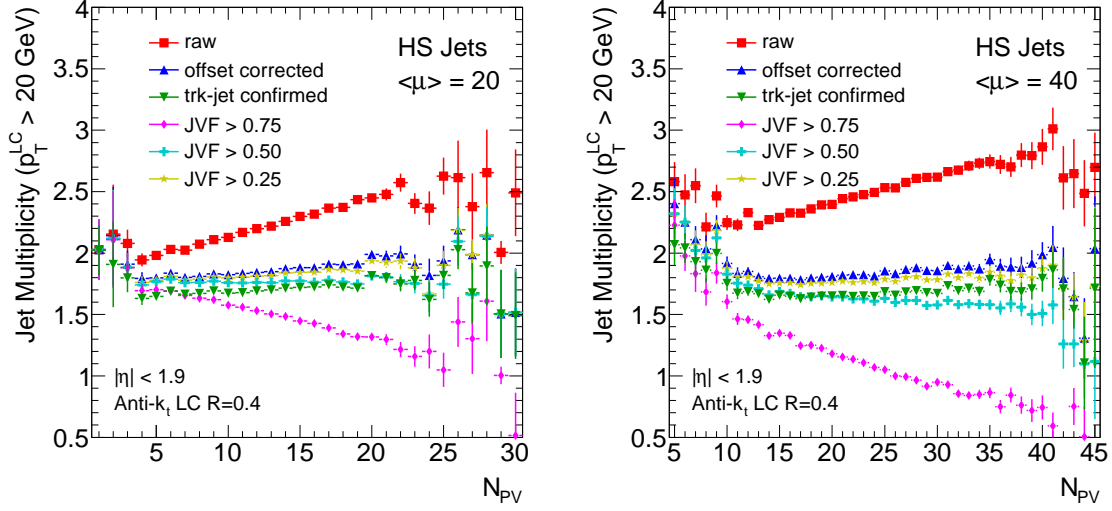 Jet Multiplicity (p_T^LC > 20 GeV)
4
3.5
3
2.5
2
1.5
1
0.5
raw
offset corrected
trk-jet confirmed
JVF > 0.75
JVF > 0.50
JVF > 0.25
HS Jets
<μ> = 20
|η| < 1.9
Anti-k_t LC R=0.4
5 10 15 20 25 30
N_PV
Jet Multiplicity (p_T^LC > 20 GeV)
4
3.5
3
2.5
2
1.5
1
0.5
raw
offset corrected
trk-jet confirmed
JVF > 0.75
JVF > 0.50
JVF > 0.25
HS Jets
<μ> = 40
|η| < 1.9
Anti-k_t LC R=0.4
5 10 15 20 25 30 35 40 45
N_PV